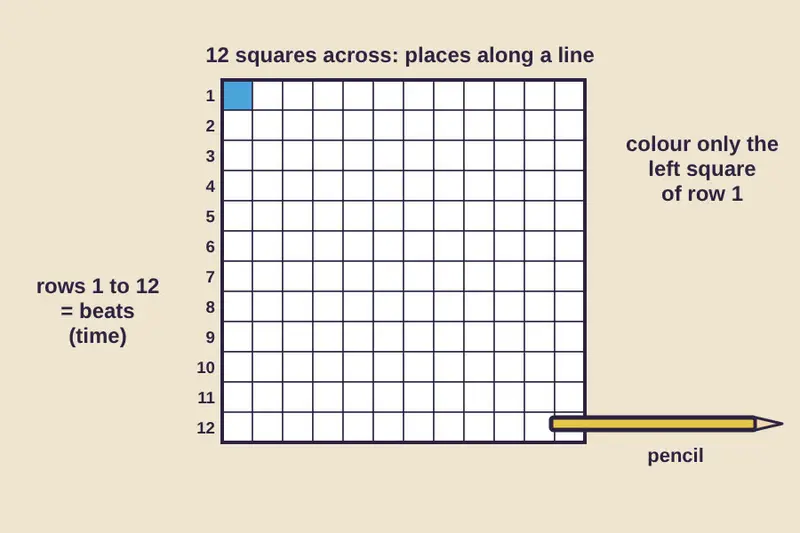 12 squares across: places along a line
1
2
3
4
5
6
7
8
9
10
11
12
colour only the
left square
of row 1
rows 1 to 12
= beats
(time)
pencil